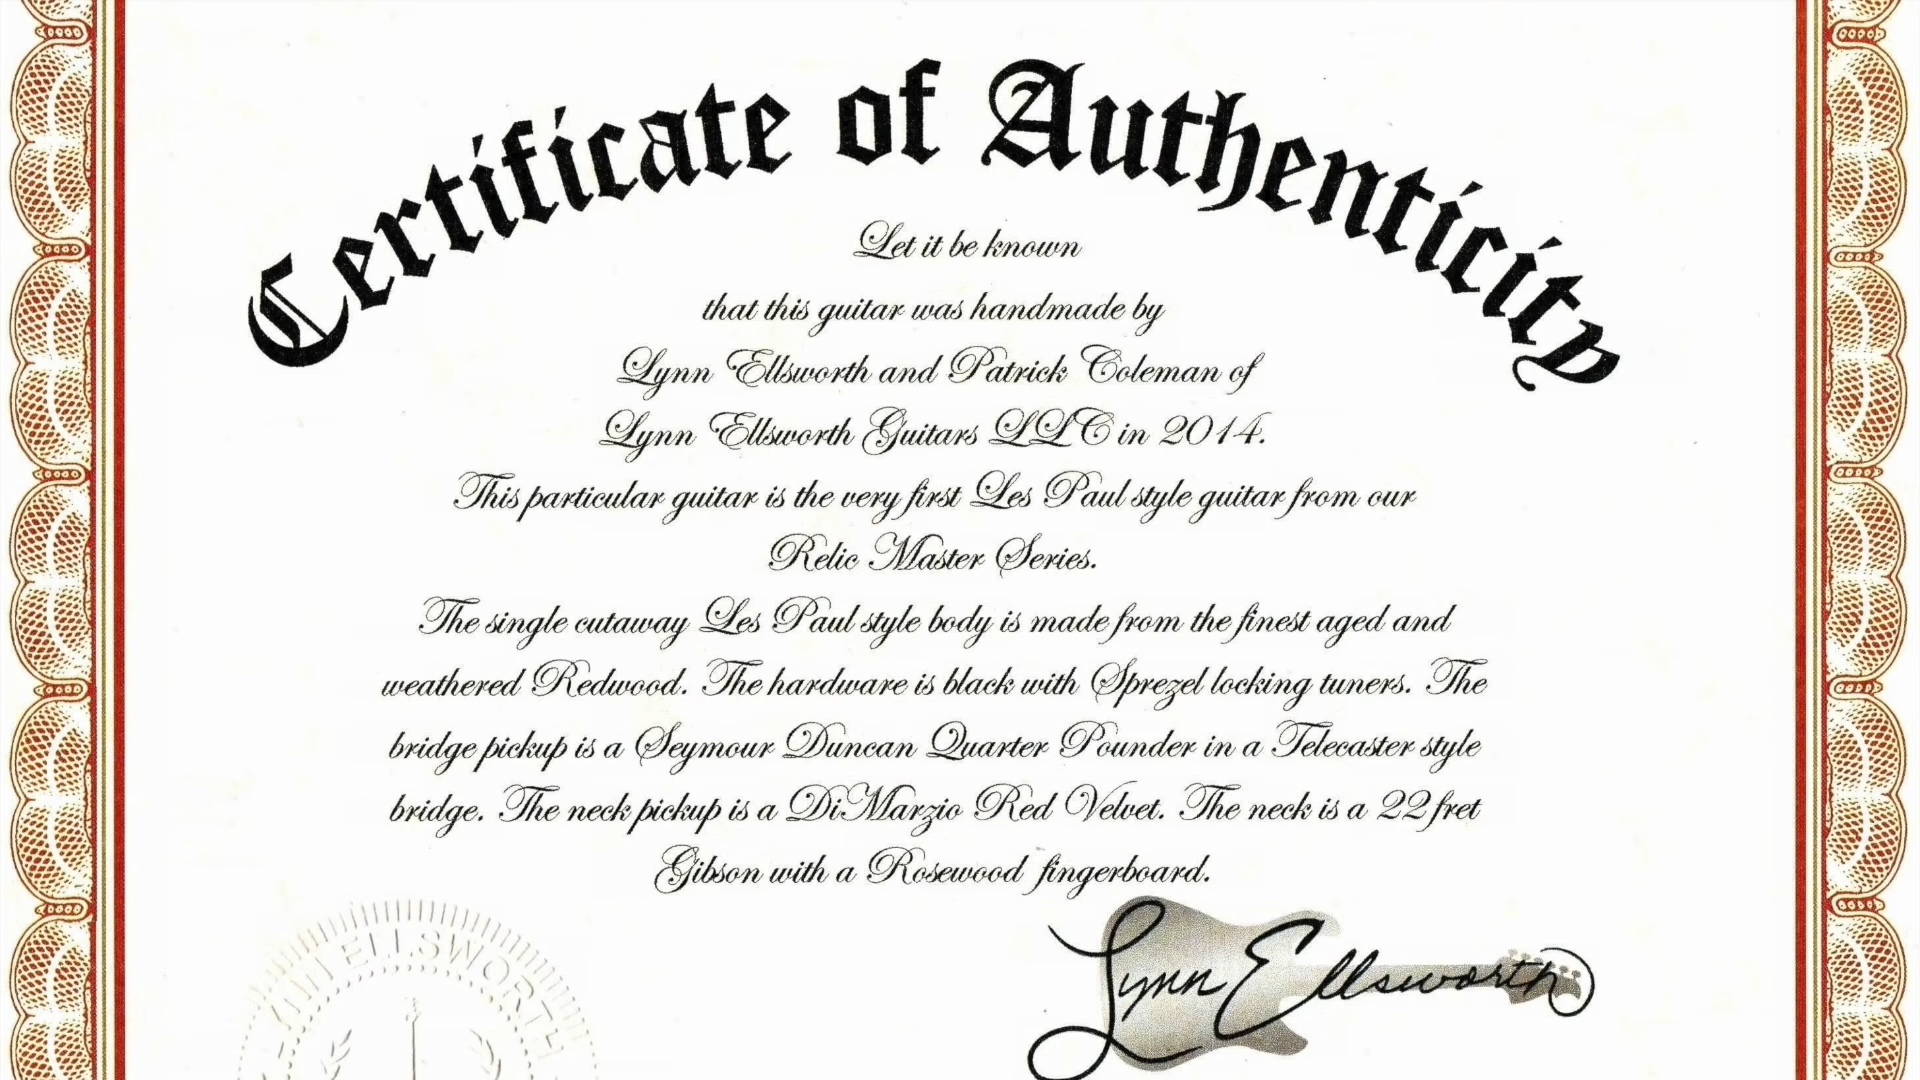 Certificate of Authenticity
Let it be known
that this guitar was handmade by
Lynn Ellsworth and Patrick Coleman of
Lynn Ellsworth Guitars LLC in 2014.
This particular guitar is the very first Les Paul style guitar from our
Relic Master Series.
The single cutaway Les Paul style body is made from the finest aged and
weathered Redwood. The hardware is black with Sprezel locking tuners. The
bridge pickup is a Seymour Duncan Quarter Pounder in a Telecaster style
bridge. The neck pickup is a DiMarzio Red Velvet. The neck is a 22 fret
Gibson with a Rosewood fingerboard.
LYNN ELLSWORTH
Lynn Ellsworth